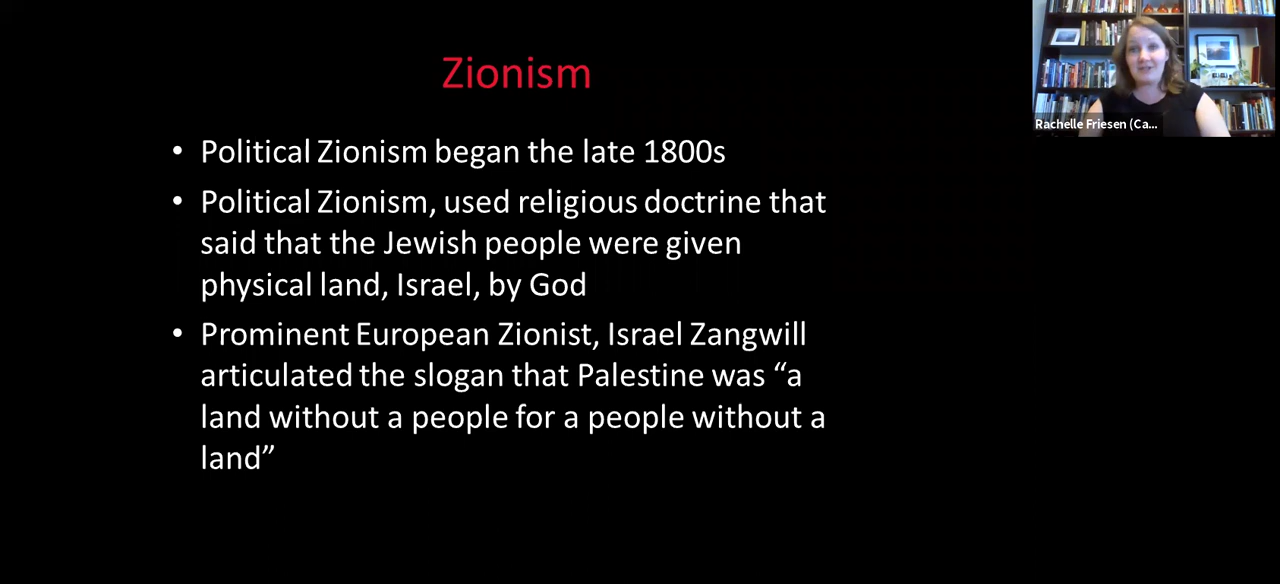 Zionism
Rachelle Friesen (Ca...
• Political Zionism began the late 1800s
• Political Zionism, used religious doctrine that
said that the Jewish people were given
physical land, Israel, by God
• Prominent European Zionist, Israel Zangwill
articulated the slogan that Palestine was “a
land without a people for a people without a
land”